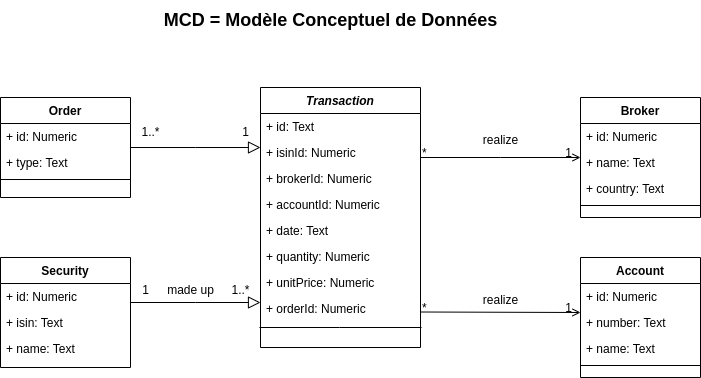 MCD = Modèle Conceptuel de Données
Order
+ id: Numeric
+ type: Text
1..*
1
Transaction
+ id: Text
+ isinId: Numeric
+ brokerId: Numeric
+ accountId: Numeric
+ date: Text
+ quantity: Numeric
+ unitPrice: Numeric
+ orderId: Numeric
realize
*
1
Broker
+ id: Numeric
+ name: Text
+ country: Text
Security
+ id: Numeric
+ isin: Text
+ name: Text
1
made up
1..*
realize
*
1
Account
+ id: Numeric
+ number: Text
+ name: Text